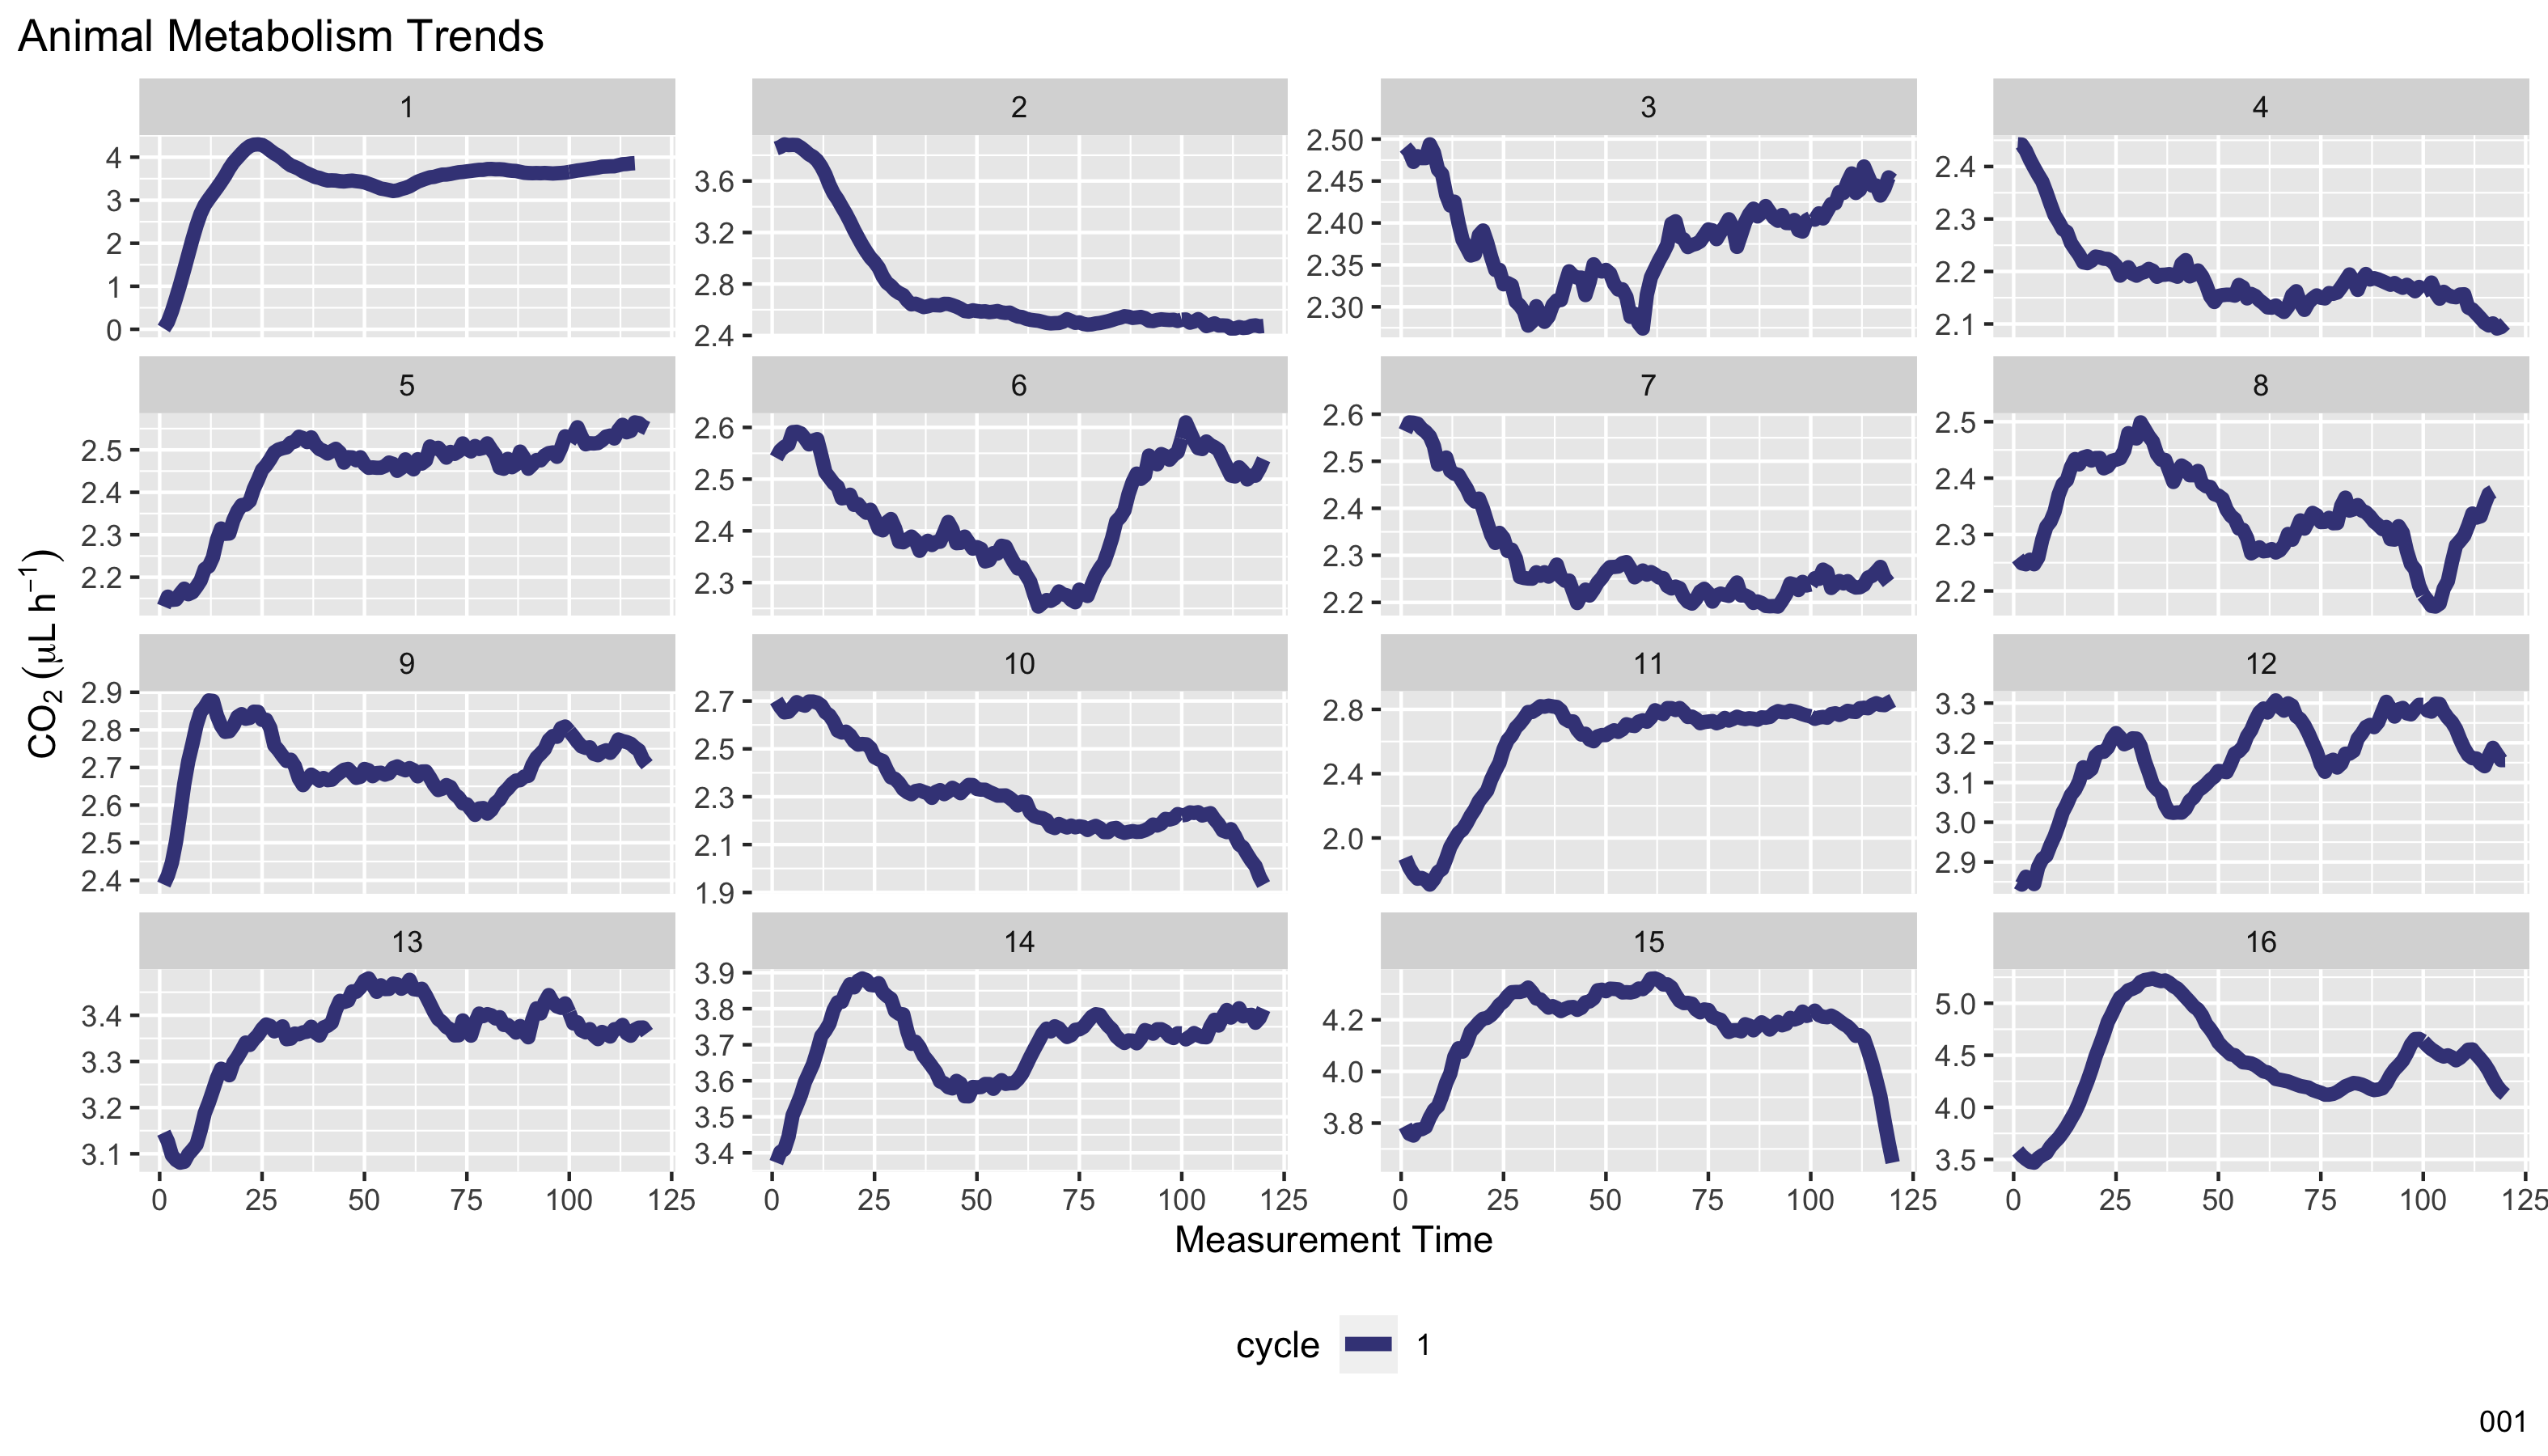 Animal Metabolism Trends
1 2 3 4
4 3 2 1 0
3.6 3.2 2.8 2.4
2.50 2.45 2.40 2.35 2.30
2.4 2.3 2.2 2.1
5 6 7 8
2.5 2.4 2.3 2.2
2.6 2.5 2.4 2.3
2.6 2.5 2.4 2.3 2.2
2.5 2.4 2.3 2.2
9 10 11 12
2.9 2.8 2.7 2.6 2.5 2.4
2.7 2.5 2.3 2.1 1.9
2.8 2.4 2.0
3.3 3.2 3.1 3.0 2.9
13 14 15 16
3.4 3.3 3.2 3.1
3.9 3.8 3.7 3.6 3.5 3.4
4.2 4.0 3.8
5.0 4.5 4.0 3.5
0 25 50 75 100 125 0 25 50 75 100 125 0 25 50 75 100 125 0 25 50 75 100 125
CO₂ (μL h⁻¹)
Measurement Time
cycle 1
001